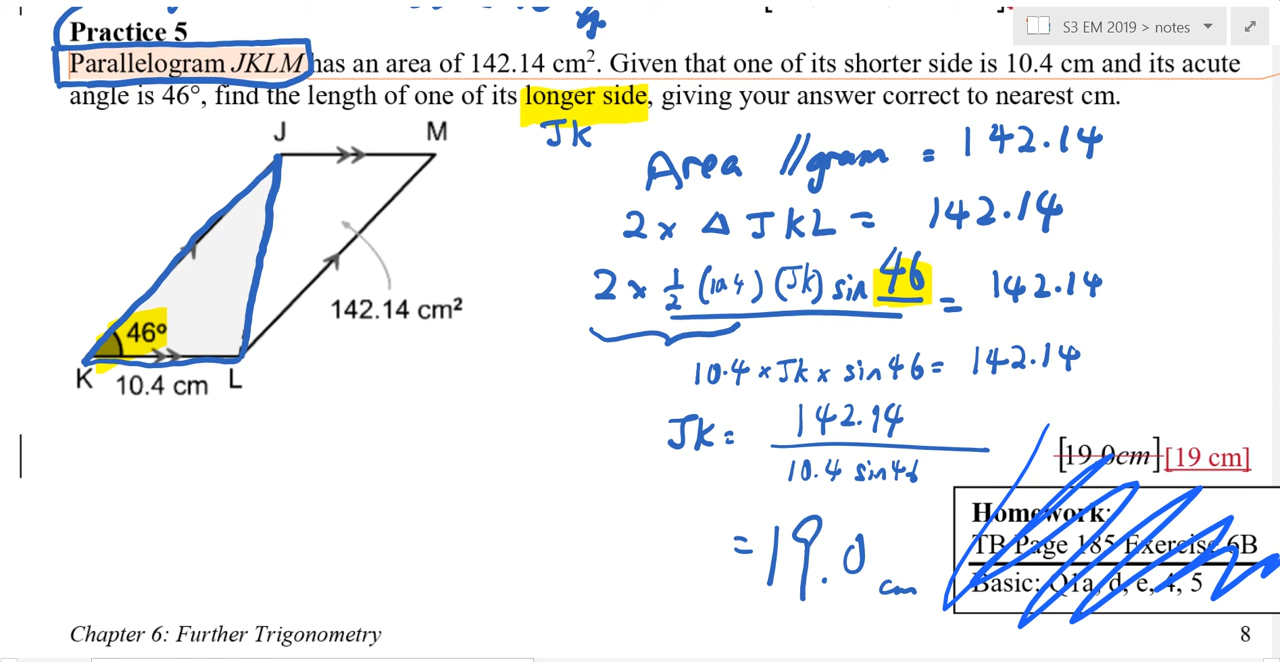 S3 EM 2019 > notes
Practice 5
Parallelogram JKLM has an area of 142.14 cm². Given that one of its shorter side is 10.4 cm and its acute
angle is 46°, find the length of one of its longer side, giving your answer correct to nearest cm.
Jk
J M
46°
142.14 cm²
K 10.4 cm L
Area //gram = 142.14
2 x Δ JKL = 142.14
2 x 1/2 (10.4) (Jk) sin 46 = 142.14
10.4 x Jk x sin 46 = 142.14
Jk = 142.14 / 10.4 sin 46
= 19.0 cm
[19.0cm] [19 cm]
Homework:
TB Page 185 Exercise 6B
Basic: Q1a, d, e, 4, 5
Chapter 6: Further Trigonometry 8